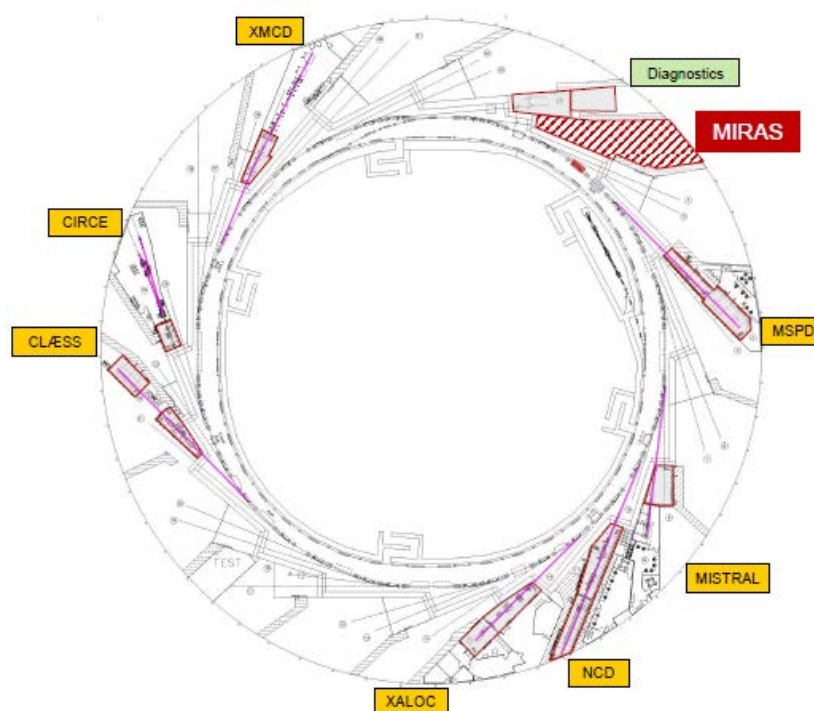 XMCD
Diagnostics
MIRAS
CIRCE
CLÆSS
MSPD
TEST
MISTRAL
NCD
XALOC